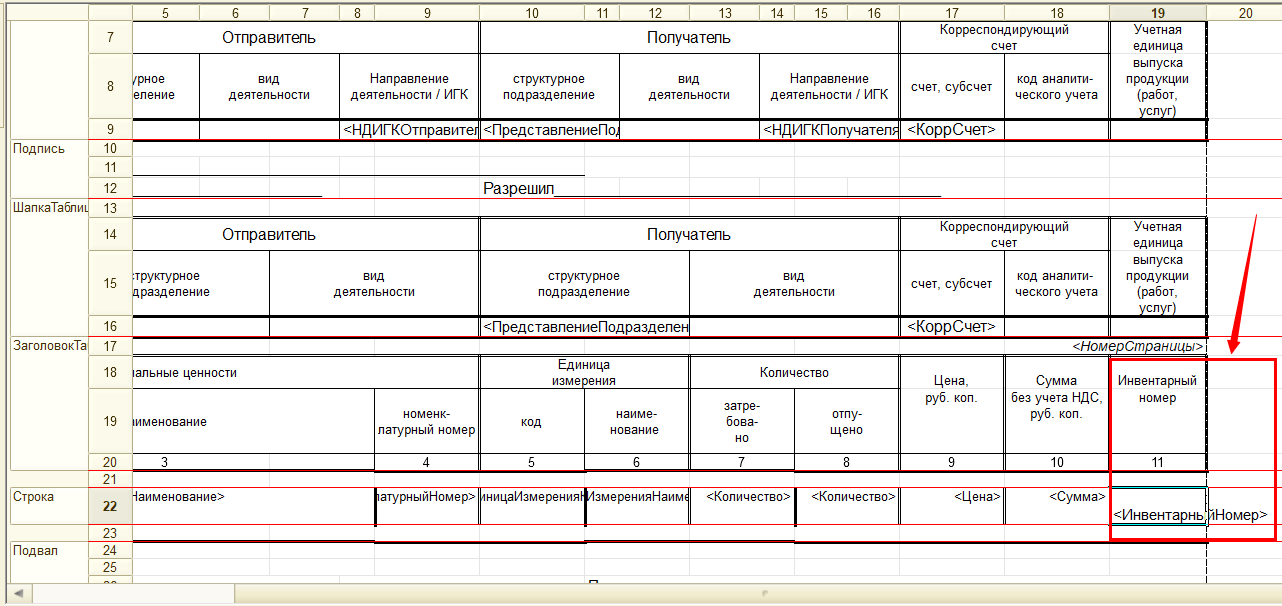 5 6 7 8 9 10 11 12 13 14 15 16 17 18 19 20
7 Отправитель Получатель Корреспондирующий Учетная
счет единица
8 урное вид Направление структурное вид Направление счет, субсчет код аналити- выпуска
еление деятельности деятельности / ИГК подразделение деятельности деятельности / ИГК ческого учета продукции
(работ,
услуг)
9 <НДИГКОтправител <ПредставлениеПод <НДИГКПолучателя <КоррСчет>
Подпись 10
11
12 Разрешил
ШапкаТаблиц 13
14 Отправитель Получатель Корреспондирующий Учетная
счет единица
15 структурное вид структурное вид счет, субсчет код аналити- выпуска
одразделение деятельности подразделение деятельности ческого учета продукции
(работ,
услуг)
16 <ПредставлениеПодразделен <КоррСчет>
ЗаголовокТа 17 <НомерСтраницы>
18 иальные ценности Единица Количество Цена, Сумма Инвентарный
измерения руб. коп. без учета НДС, номер
руб. коп.
19 аименование номенк- код наиме- затре- отпу-
латурный номер нование бова- щено
но
20 3 4 5 6 7 8 9 10 11
21
Строка 22 Наименование> латурныйНомер> ницаИзмерения ИзмеренияНаиме <Количество> <Количество> <Цена> <Сумма>
<ИнвентарныйНомер>
23
Подвал 24
25